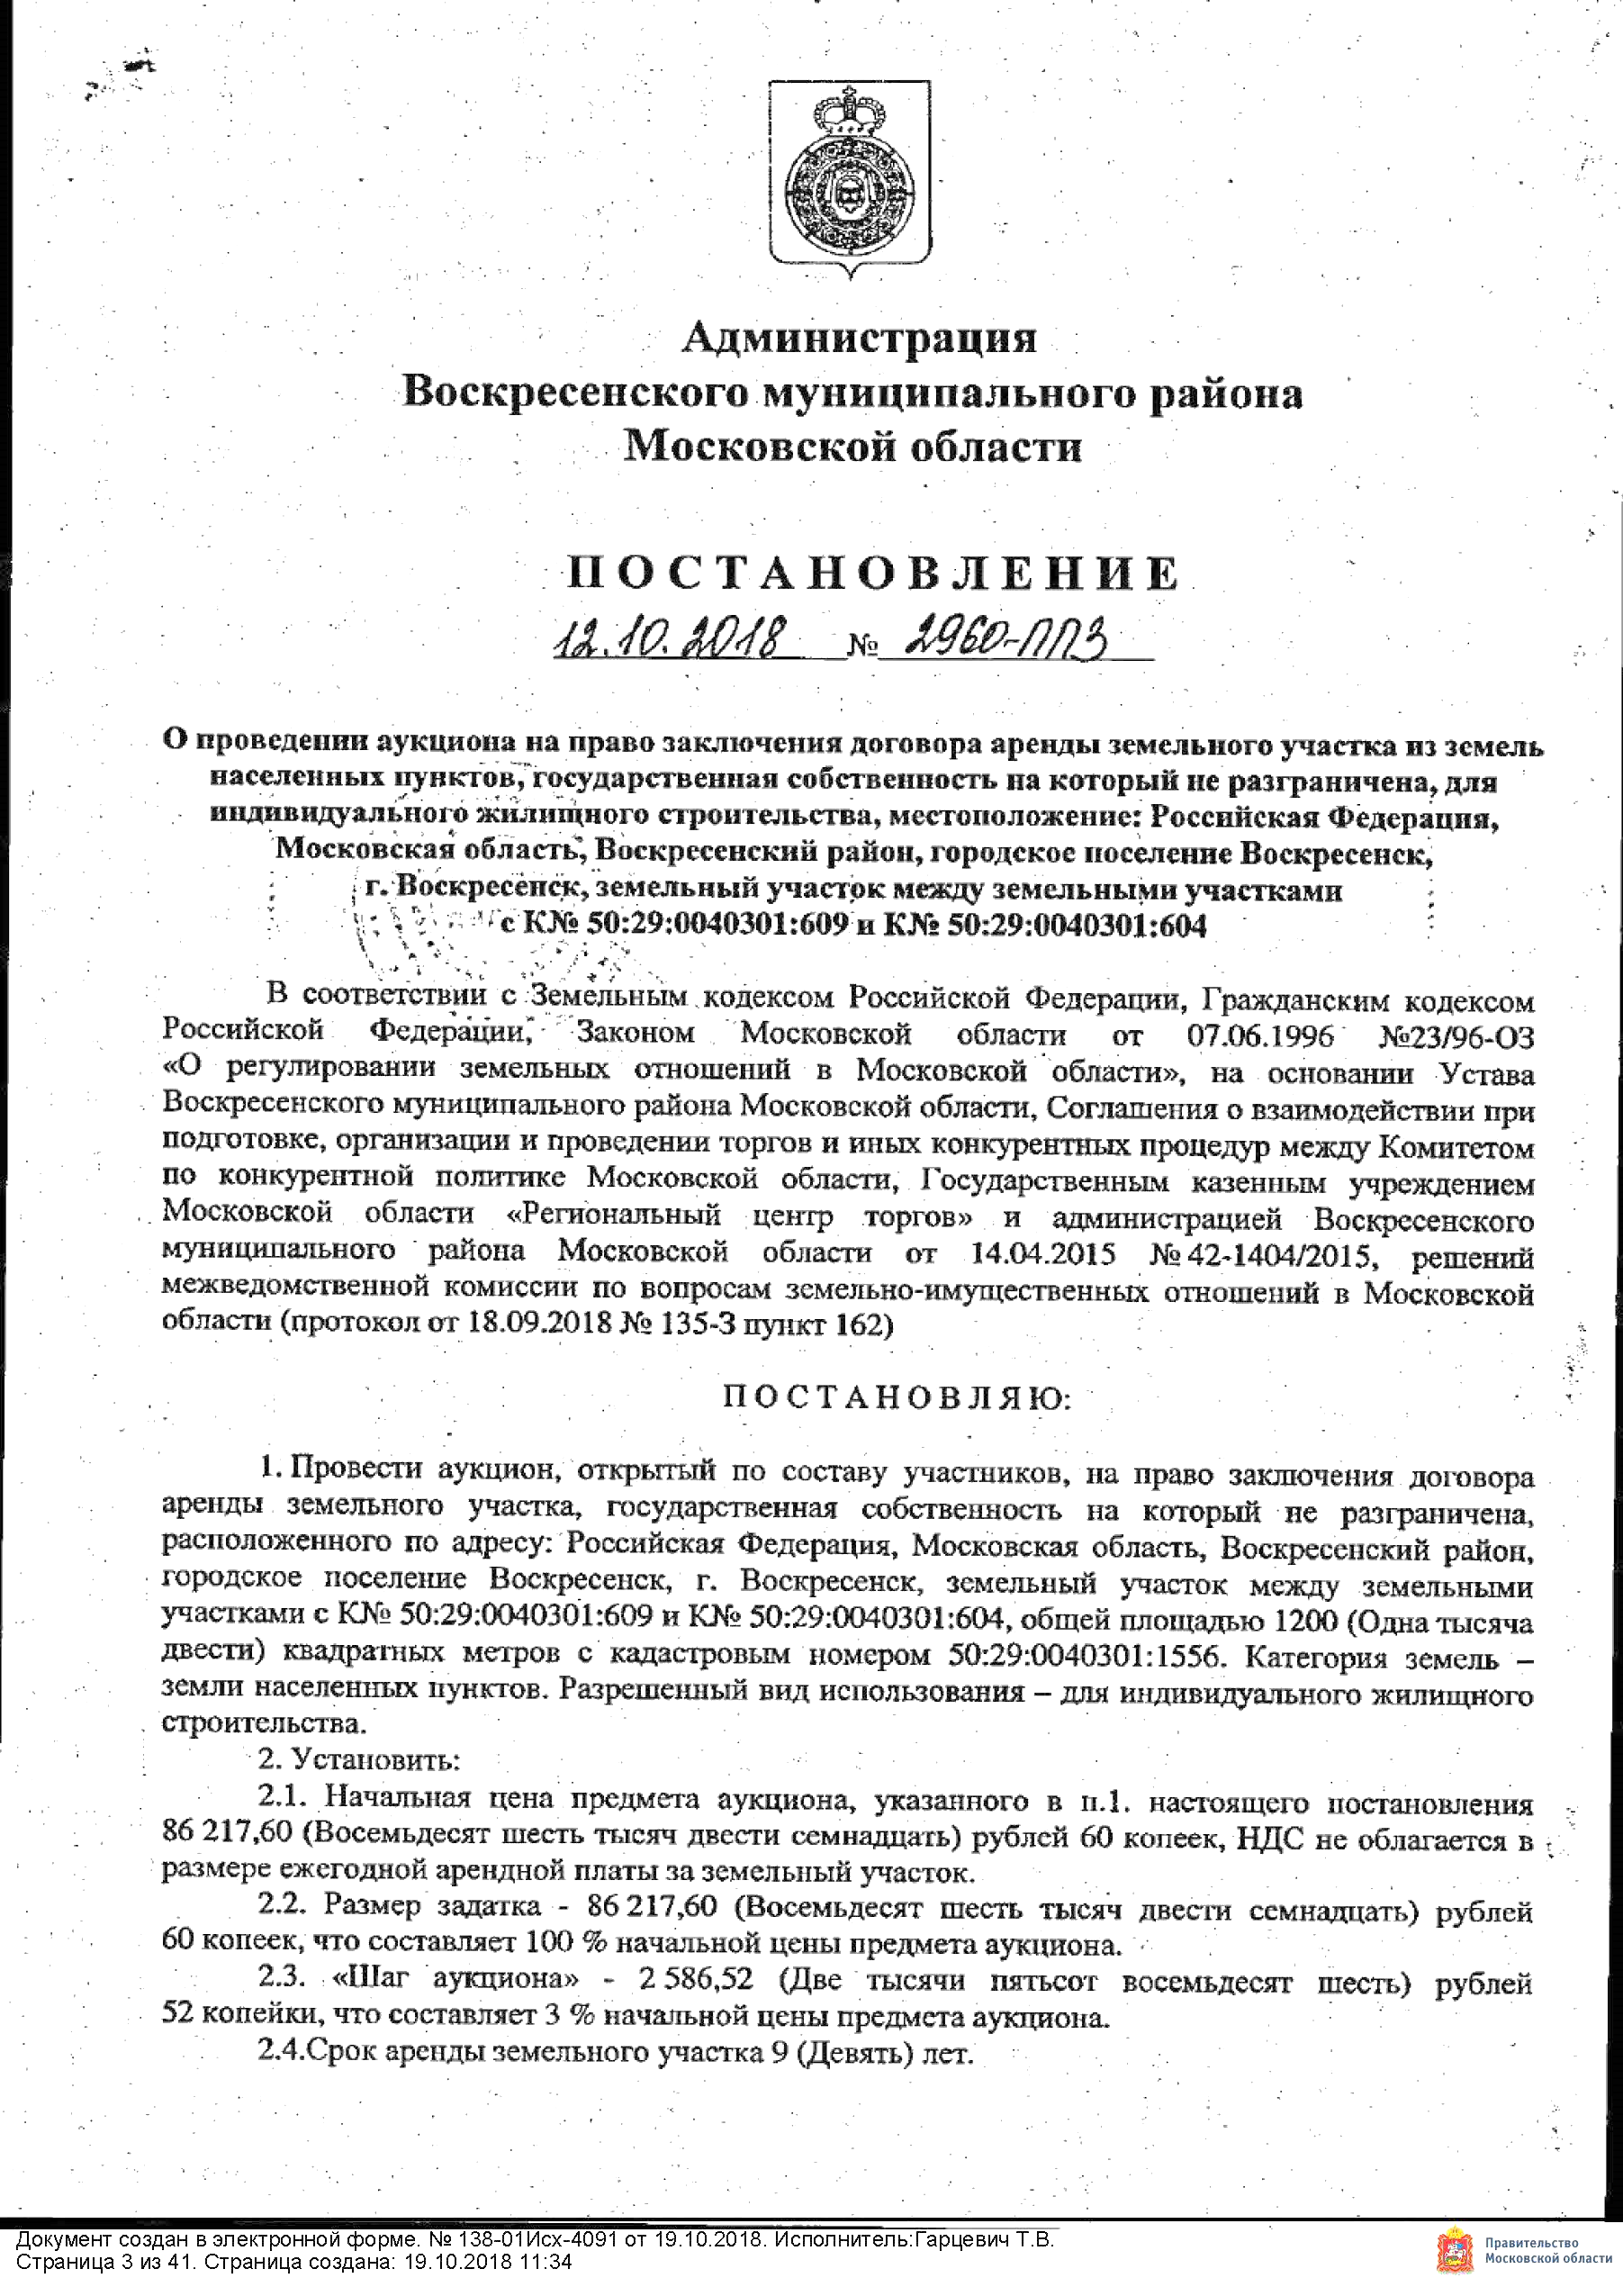 Администрация
Воскресенского муниципального района
Московской области
ПОСТАНОВЛЕНИЕ
12.10.2018 № 2960-ППЗ
О проведении аукциона на право заключения договора аренды земельного участка из земель
населенных пунктов, государственная собственность на который не разграничена, для
индивидуального жилищного строительства, местоположение: Российская Федерация,
Московская область, Воскресенский район, городское поселение Воскресенск,
г. Воскресенск, земельный участок между земельными участками
с К№ 50:29:0040301:609 и К№ 50:29:0040301:604
В соответствии с Земельным кодексом Российской Федерации, Гражданским кодексом
Российской Федерации, Законом Московской области от 07.06.1996 №23/96-ОЗ
«О регулировании земельных отношений в Московской области», на основании Устава
Воскресенского муниципального района Московской области, Соглашения о взаимодействии при
подготовке, организации и проведении торгов и иных конкурентных процедур между Комитетом
по конкурентной политике Московской области, Государственным казенным учреждением
Московской области «Региональный центр торгов» и администрацией Воскресенского
муниципального района Московской области от 14.04.2015 № 42-1404/2015, решений
межведомственной комиссии по вопросам земельно-имущественных отношений в Московской
области (протокол от 18.09.2018 № 135-З пункт 162)
ПОСТАНОВЛЯЮ:
1. Провести аукцион, открытый по составу участников, на право заключения договора
аренды земельного участка, государственная собственность на который не разграничена,
расположенного по адресу: Российская Федерация, Московская область, Воскресенский район,
городское поселение Воскресенск, г. Воскресенск, земельный участок между земельными
участками с К№ 50:29:0040301:609 и К№ 50:29:0040301:604, общей площадью 1200 (Одна тысяча
двести) квадратных метров с кадастровым номером 50:29:0040301:1556. Категория земель –
земли населенных пунктов. Разрешенный вид использования – для индивидуального жилищного
строительства.
2. Установить:
2.1. Начальная цена предмета аукциона, указанного в п.1. настоящего постановления
86 217,60 (Восемьдесят шесть тысяч двести семнадцать) рублей 60 копеек, НДС не облагается в
размере ежегодной арендной платы за земельный участок.
2.2. Размер задатка - 86 217,60 (Восемьдесят шесть тысяч двести семнадцать) рублей
60 копеек, что составляет 100 % начальной цены предмета аукциона.
2.3. «Шаг аукциона» - 2 586,52 (Две тысячи пятьсот восемьдесят шесть) рублей
52 копейки, что составляет 3 % начальной цены предмета аукциона.
2.4.Срок аренды земельного участка 9 (Девять) лет.
Документ создан в электронной форме. № 138-01Исх-4091 от 19.10.2018. Исполнитель:Гарцевич Т.В.
Страница 3 из 41. Страница создана: 19.10.2018 11:34
Правительство
Московской области